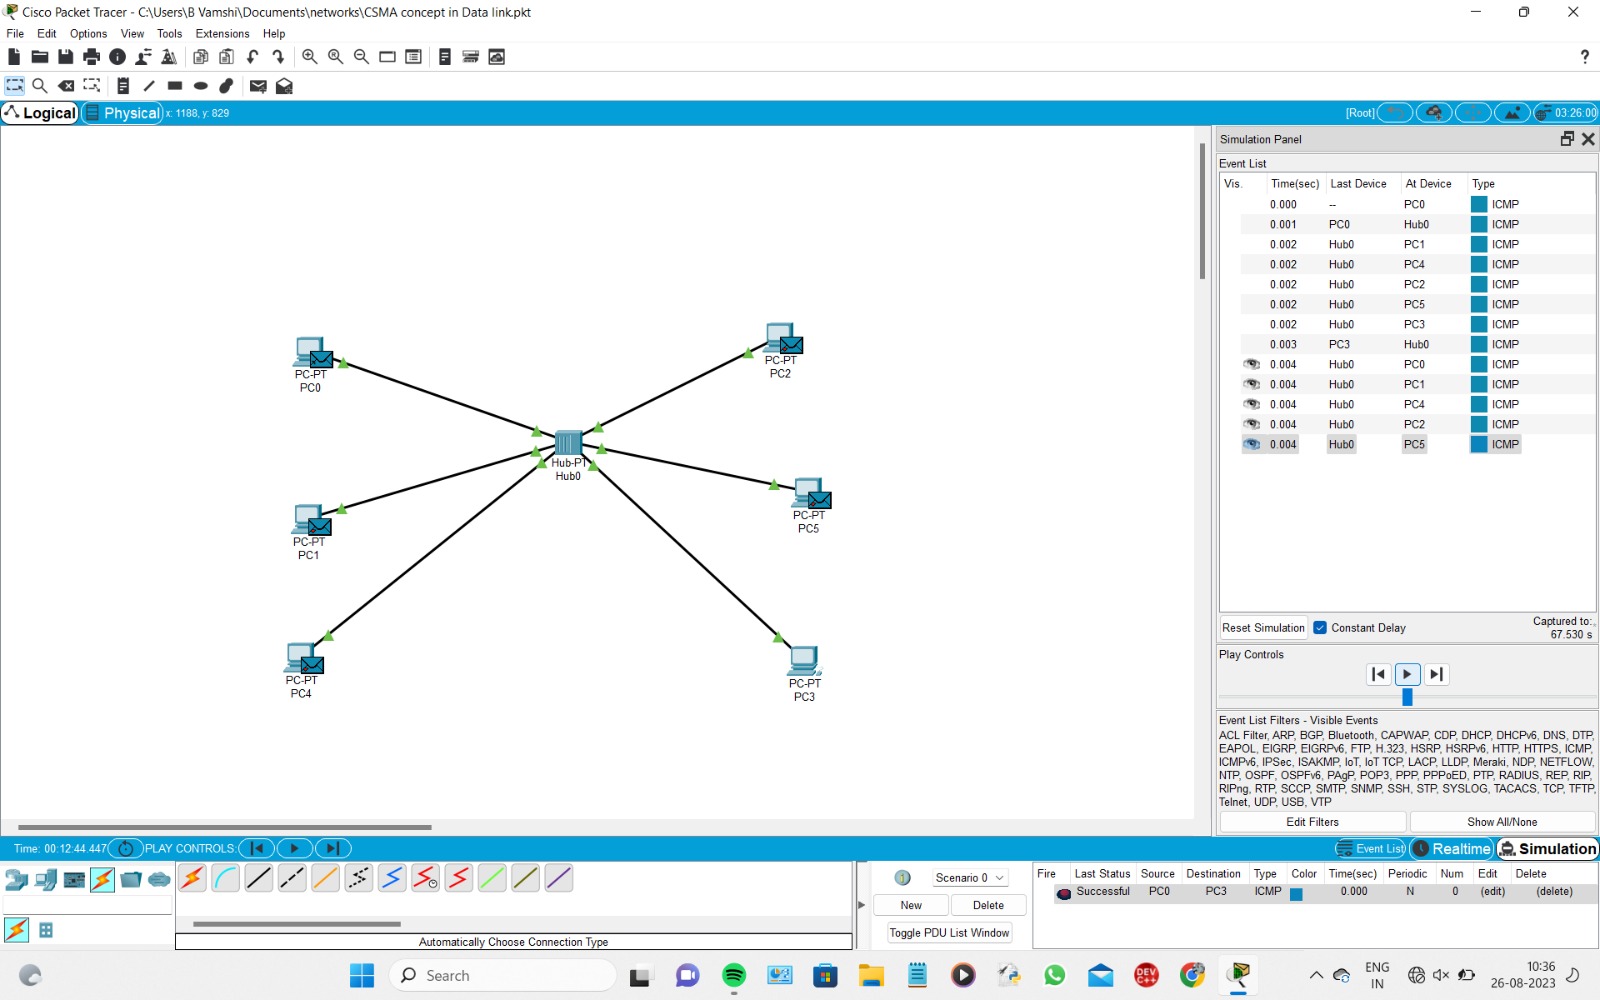 Cisco Packet Tracer - C:\Users\B Vamshi\Documents\networks\CSMA concept in Data link.pkt
File Edit Options View Tools Extensions Help
Logical Physical x: 1188, y: 829 [Root] 03:26:00
Simulation Panel
Event List
Vis. Time(sec) Last Device At Device Type
0.000 -- PC0 ICMP
0.001 PC0 Hub0 ICMP
0.002 Hub0 PC1 ICMP
0.002 Hub0 PC4 ICMP
0.002 Hub0 PC2 ICMP
0.002 Hub0 PC5 ICMP
0.002 Hub0 PC3 ICMP
0.003 PC3 Hub0 ICMP
0.004 Hub0 PC0 ICMP
0.004 Hub0 PC1 ICMP
0.004 Hub0 PC4 ICMP
0.004 Hub0 PC2 ICMP
0.004 Hub0 PC5 ICMP
PC-PT
PC0
PC-PT
PC2
Hub-PT
Hub0
PC-PT
PC1
PC-PT
PC5
PC-PT
PC4
PC-PT
PC3
Reset Simulation Constant Delay Captured to:
67.530 s
Play Controls
Event List Filters - Visible Events
ACL Filter, ARP, BGP, Bluetooth, CAPWAP, CDP, DHCP, DHCPv6, DNS, DTP,
EAPOL, EIGRP, EIGRPv6, FTP, H.323, HSRP, HSRPv6, HTTP, HTTPS, ICMP,
ICMPv6, IPSec, ISAKMP, IoT, IoT TCP, LACP, LLDP, Meraki, NDP, NETFLOW,
NTP, OSPF, OSPFv6, PAgP, POP3, PPP, PPPoED, PTP, RADIUS, REP, RIP,
RIPng, RTP, SCCP, SMTP, SNMP, SSH, STP, SYSLOG, TACACS, TCP, TFTP,
Telnet, UDP, USB, VTP
Edit Filters Show All/None
Time: 00:12:44.447 PLAY CONTROLS: Event List Realtime Simulation
Scenario 0
New Delete
Toggle PDU List Window
Fire Last Status Source Destination Type Color Time(sec) Periodic Num Edit Delete
Successful PC0 PC3 ICMP 0.000 N 0 (edit) (delete)
Automatically Choose Connection Type
Search
DEV
C++
ENG
IN
10:36
26-08-2023